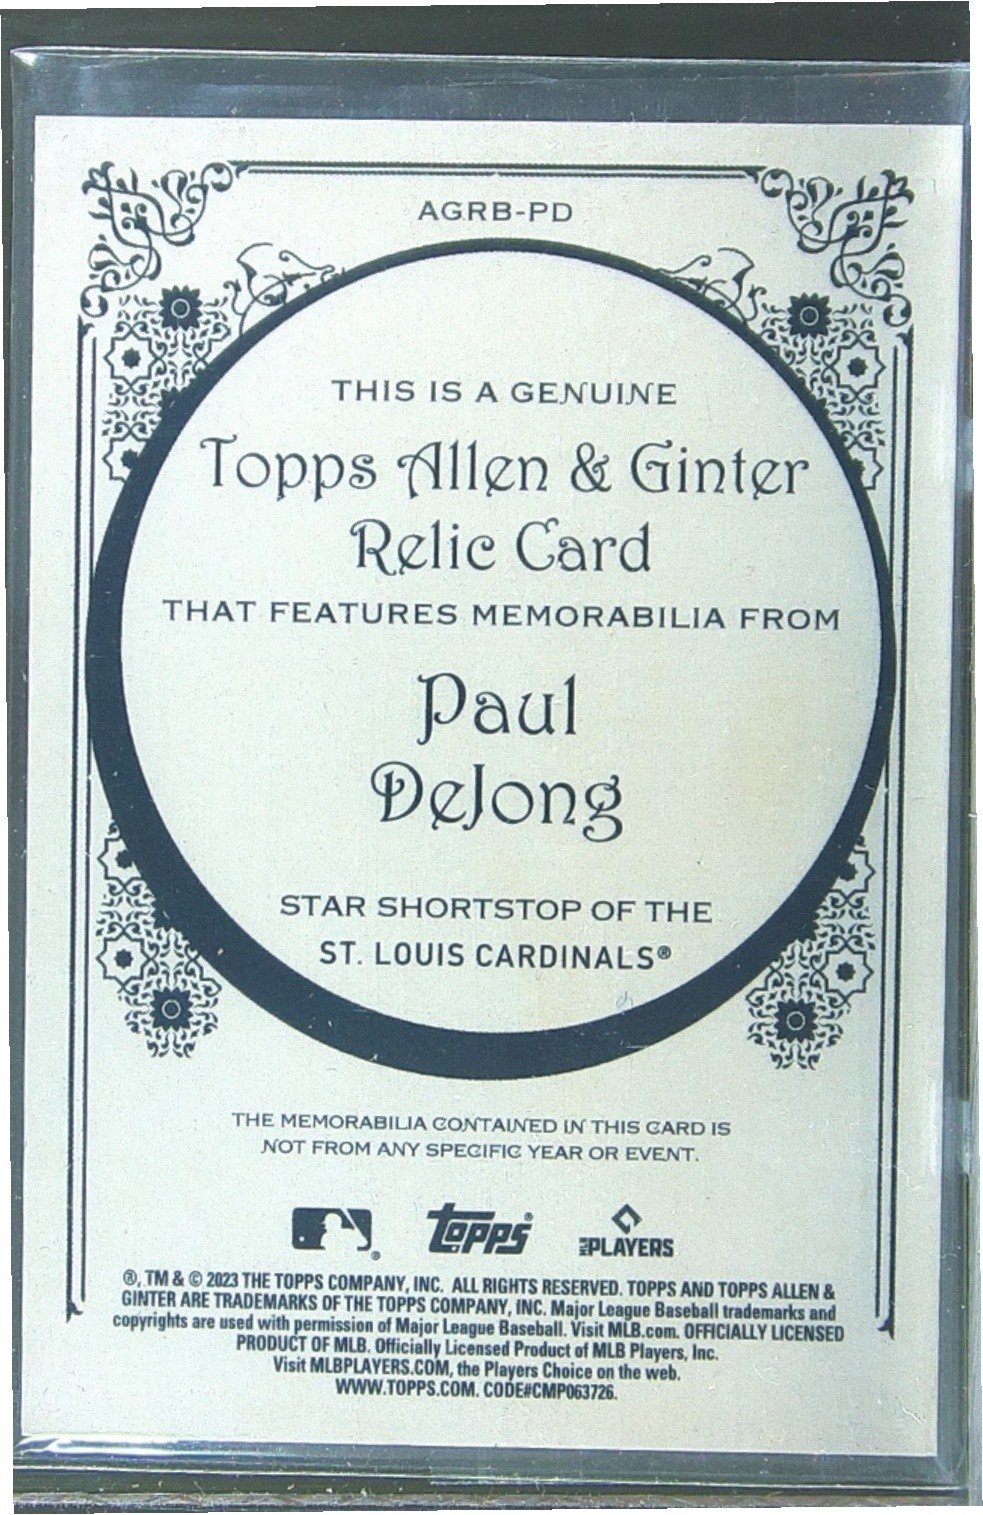 AGRB-PD
THIS IS A GENUINE
Topps Allen & Ginter
Relic Card
THAT FEATURES MEMORABILIA FROM
Paul
DeJong
STAR SHORTSTOP OF THE
ST. LOUIS CARDINALS®
THE MEMORABILIA CONTAINED IN THIS CARD IS
NOT FROM ANY SPECIFIC YEAR OR EVENT.
® topps® MLB PLAYERS
®, TM & © 2023 THE TOPPS COMPANY, INC. ALL RIGHTS RESERVED. TOPPS AND TOPPS ALLEN &
GINTER ARE TRADEMARKS OF THE TOPPS COMPANY, INC. Major League Baseball trademarks and
copyrights are used with permission of Major League Baseball. Visit MLB.com. OFFICIALLY LICENSED
PRODUCT OF MLB. Officially Licensed Product of MLB Players, Inc.
Visit MLBPLAYERS.COM, the Players Choice on the web.
WWW.TOPPS.COM. CODE#CMP063726.